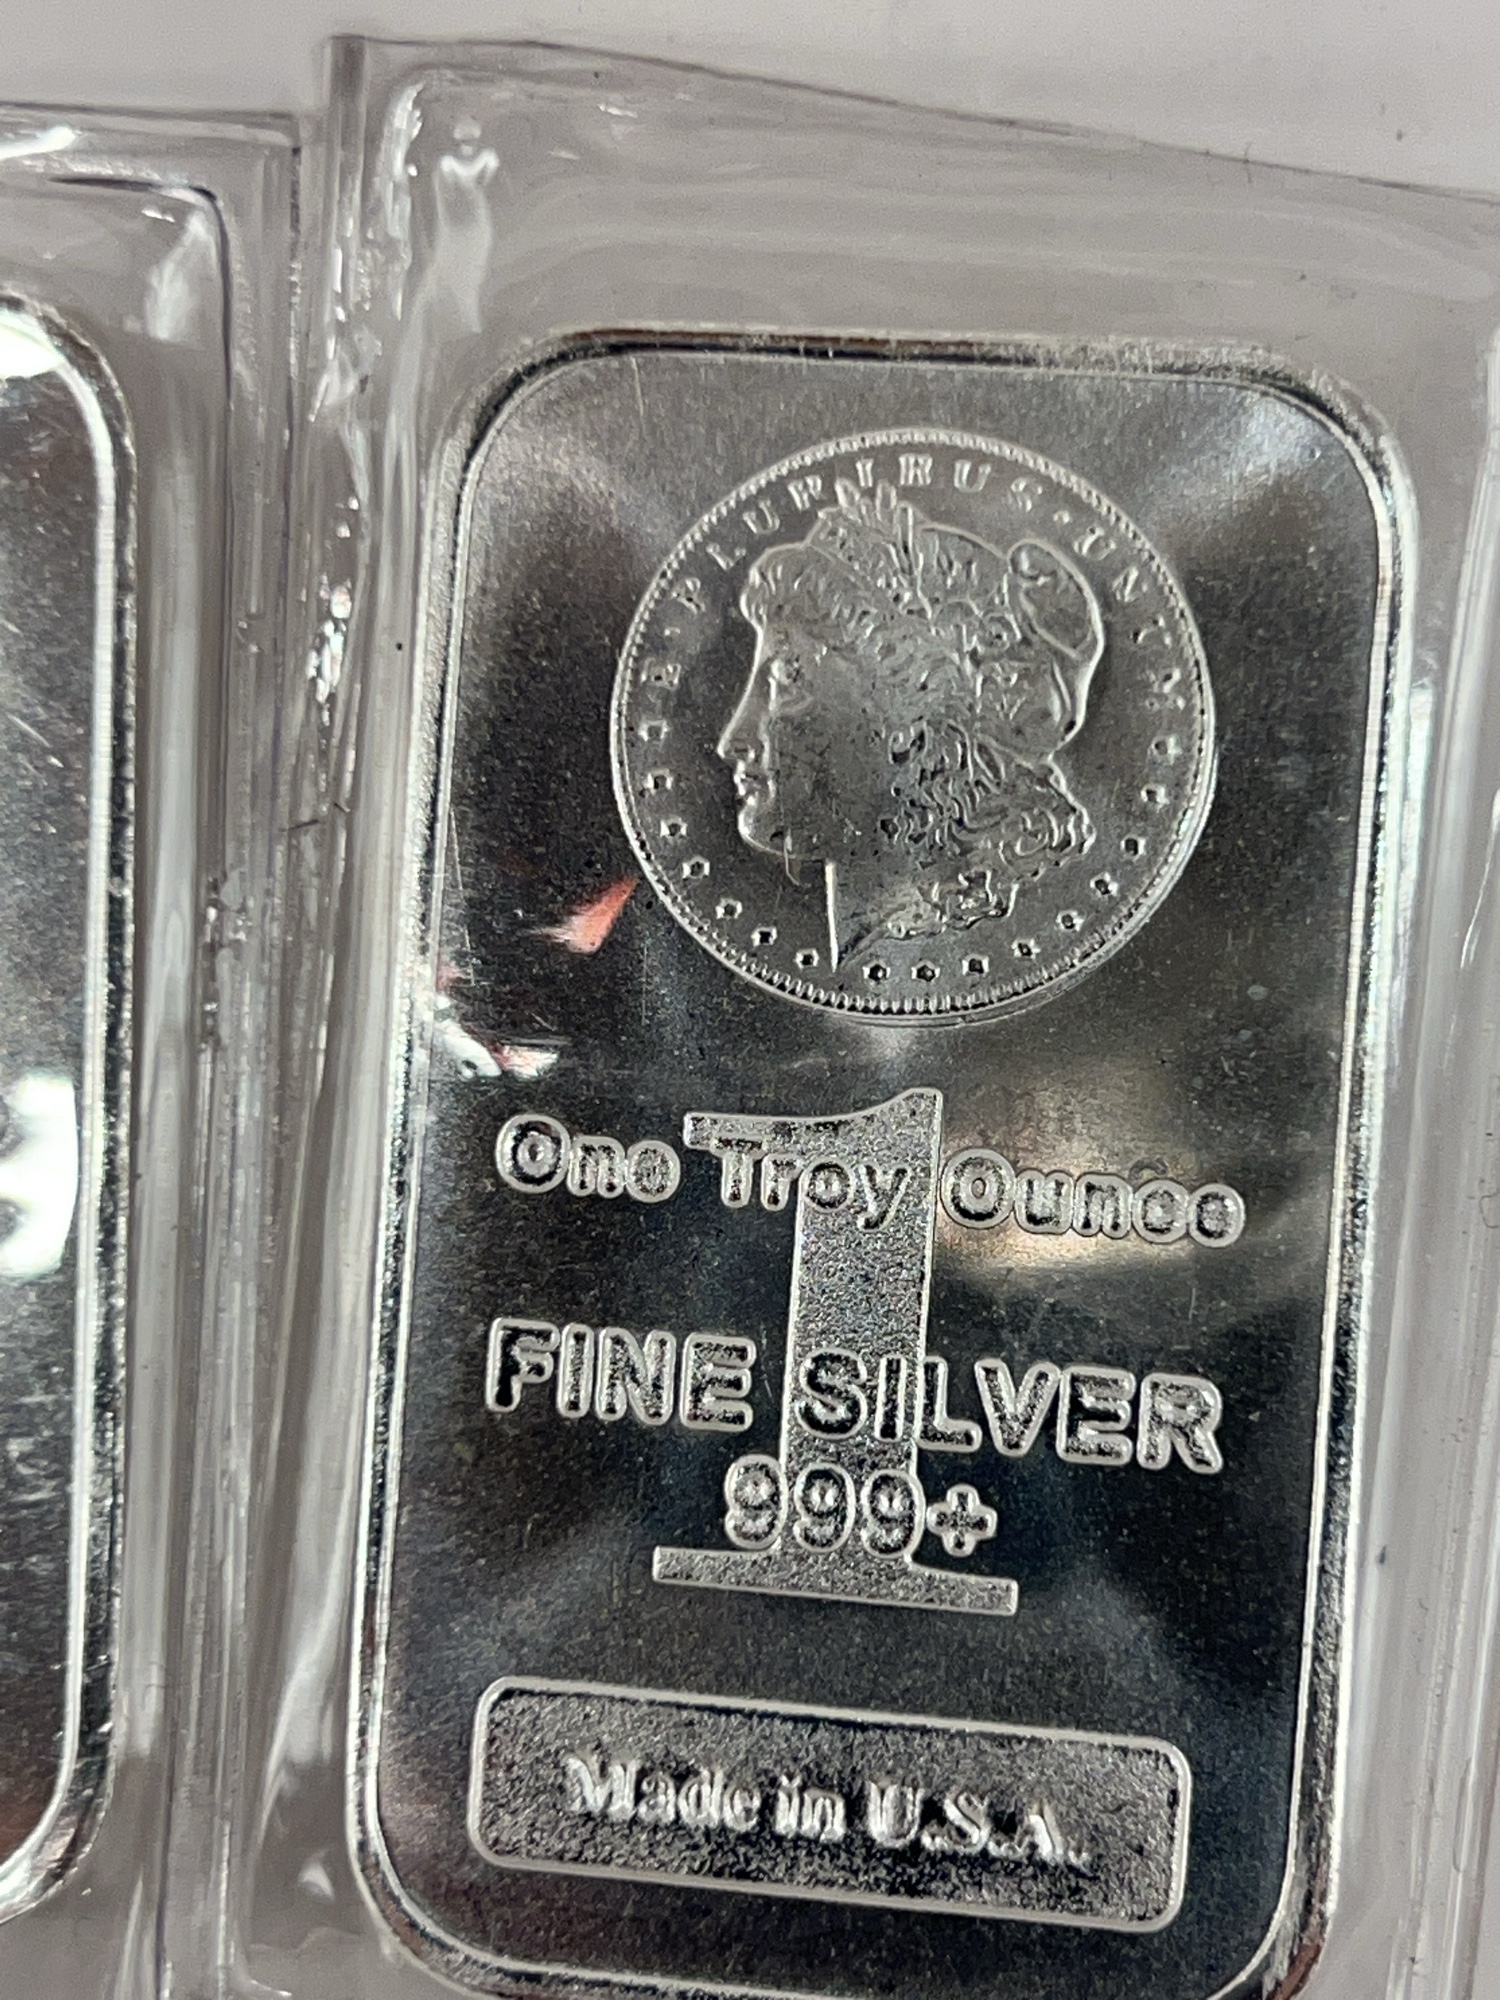 E·PLURIBUS·UNUM
One Troy Ounce
1
FINE SILVER
999+
Made in U.S.A.